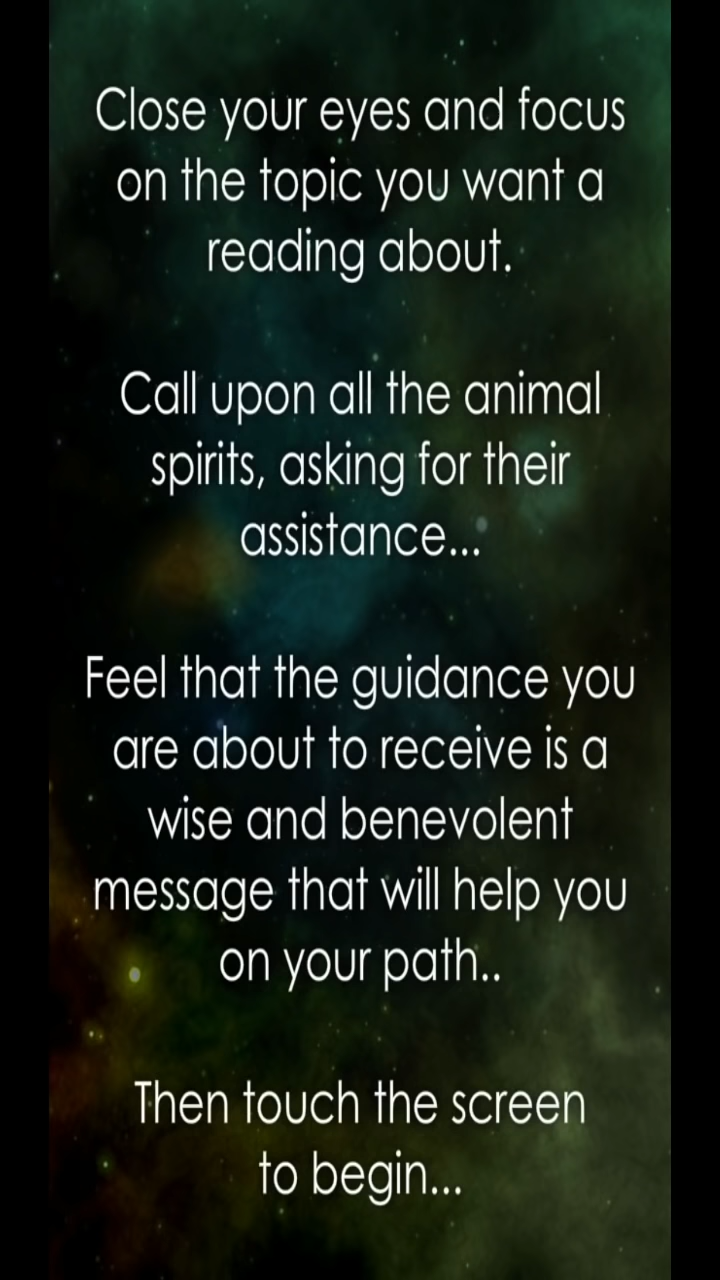 Close your eyes and focus
on the topic you want a
reading about.
Call upon all the animal
spirits, asking for their
assistance...
Feel that the guidance you
are about to receive is a
wise and benevolent
message that will help you
on your path..
Then touch the screen
to begin...